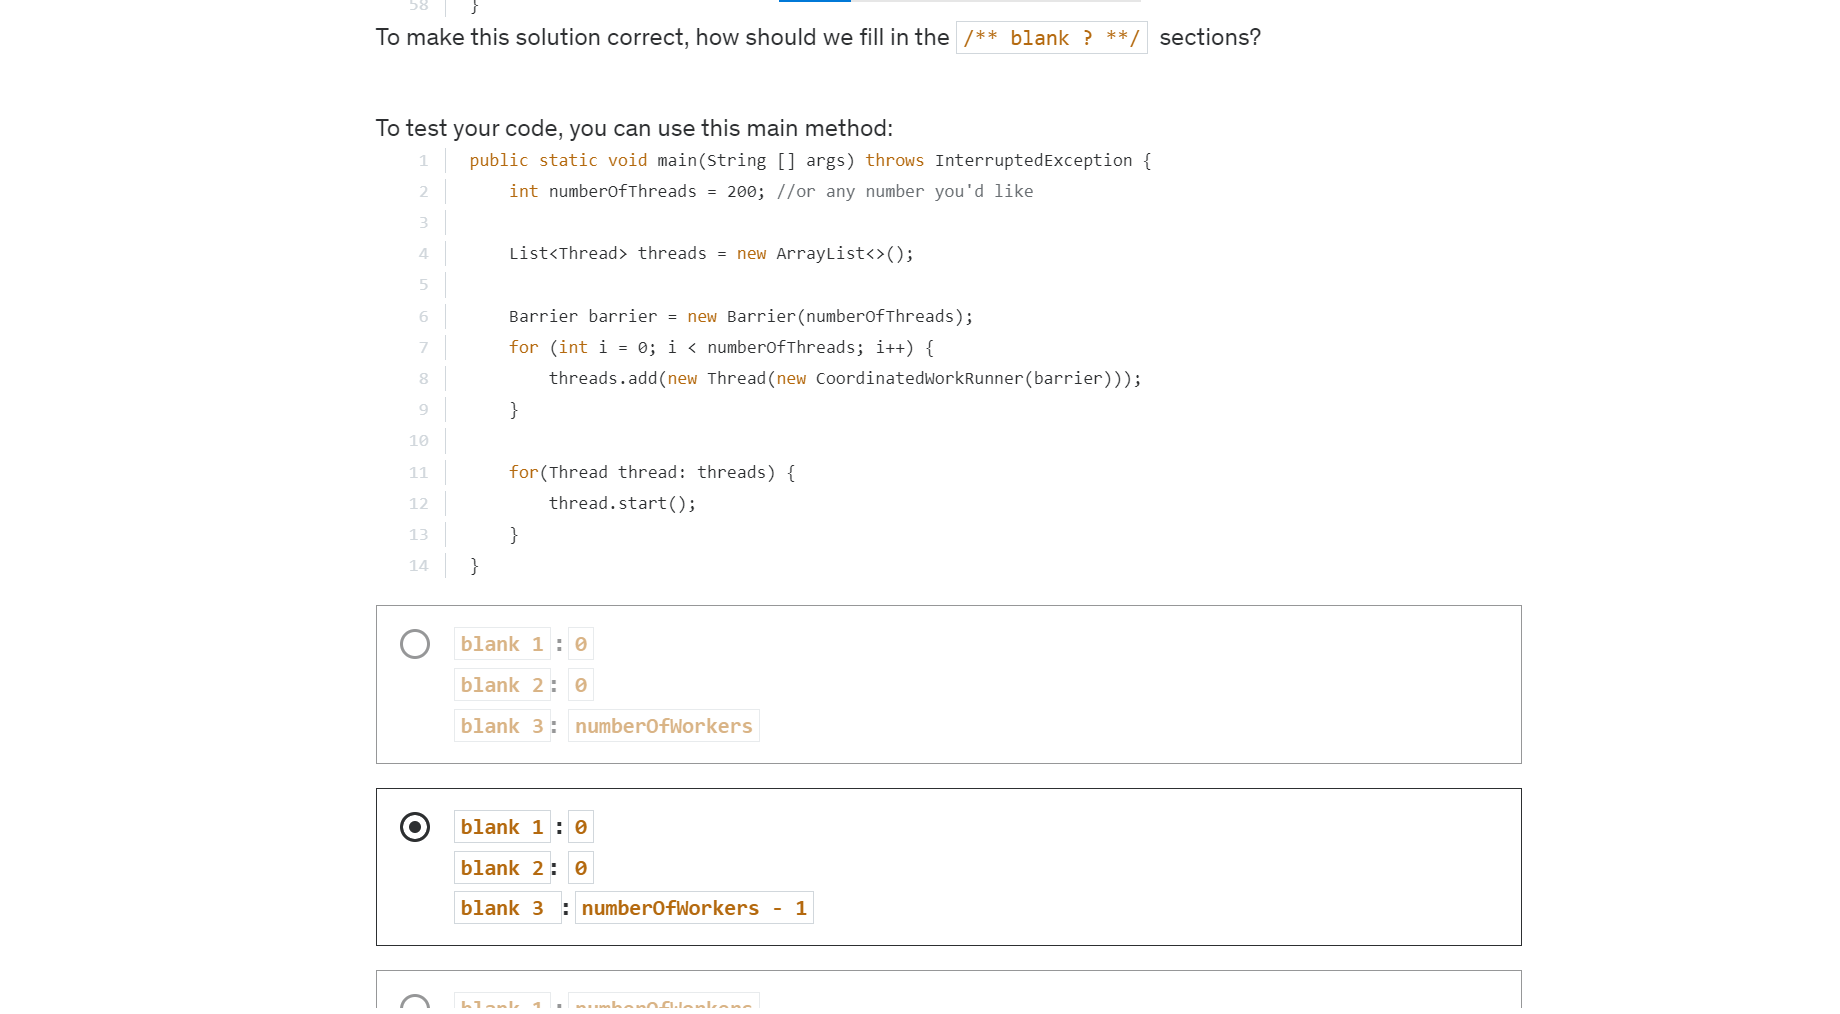 58 }
To make this solution correct, how should we fill in the /** blank ? **/ sections?
To test your code, you can use this main method:
1 public static void main(String [] args) throws InterruptedException {
2 int numberOfThreads = 200; //or any number you'd like
3
4 List<Thread> threads = new ArrayList<>();
5
6 Barrier barrier = new Barrier(numberOfThreads);
7 for (int i = 0; i < numberOfThreads; i++) {
8 threads.add(new Thread(new CoordinatedWorkRunner(barrier)));
9 }
10
11 for(Thread thread: threads) {
12 thread.start();
13 }
14 }
blank 1 : 0
blank 2: 0
blank 3: numberOfWorkers
blank 1 : 0
blank 2: 0
blank 3 : numberOfWorkers - 1
blank 1 : numberOfWorkers